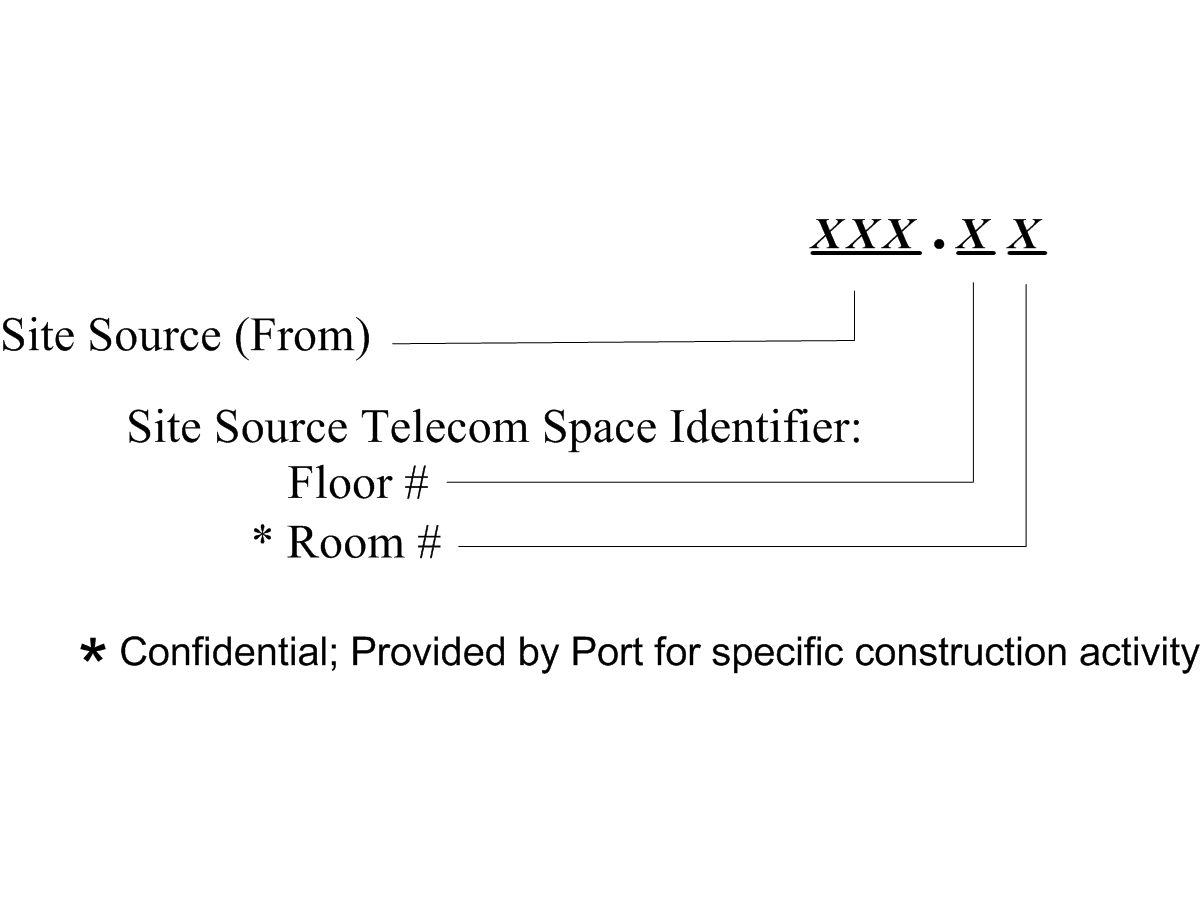 XXX . X X
Site Source (From)
Site Source Telecom Space Identifier:
Floor #
* Room #
* Confidential; Provided by Port for specific construction activity